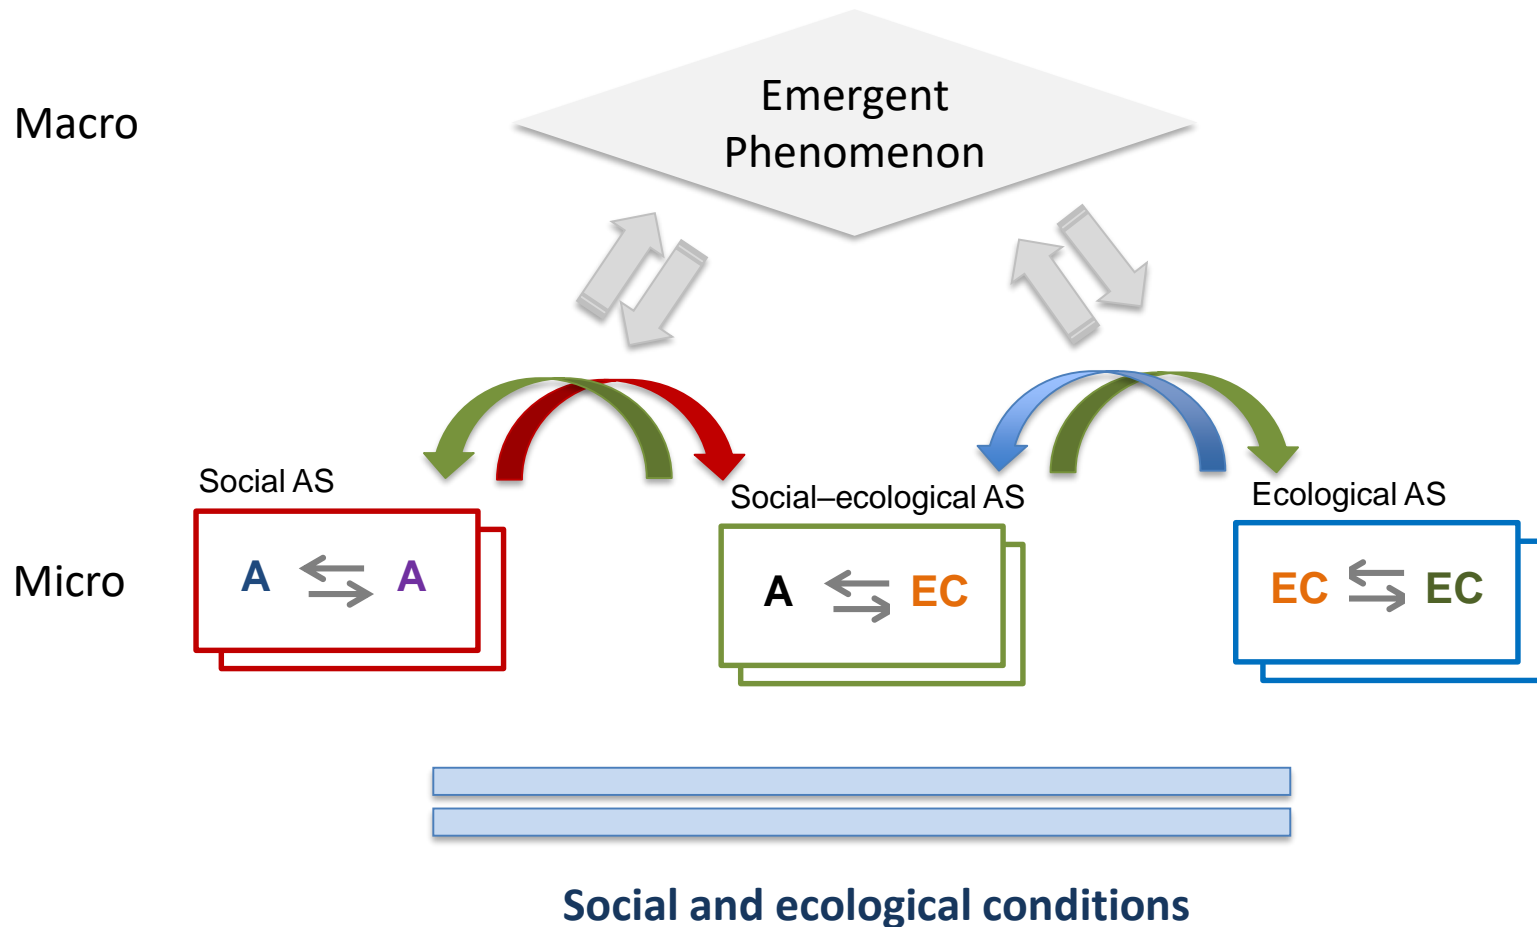 Macro
Emergent
Phenomenon
Social AS
Social–ecological AS
Ecological AS
Micro
A A
A EC
EC EC
Social and ecological conditions